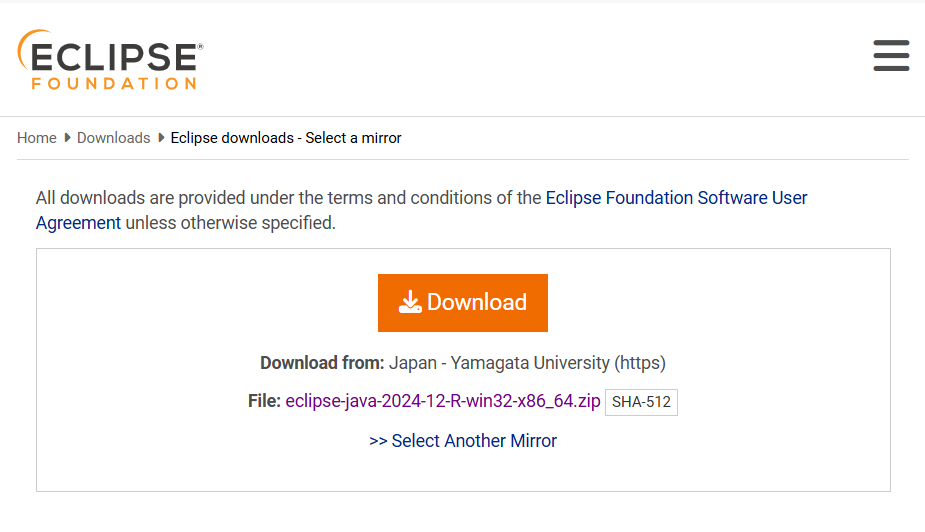 ECLIPSE®
FOUNDATION
Home Downloads Eclipse downloads - Select a mirror
All downloads are provided under the terms and conditions of the Eclipse Foundation Software User
Agreement unless otherwise specified.
Download
Download from: Japan - Yamagata University (https)
File: eclipse-java-2024-12-R-win32-x86_64.zip SHA-512
>> Select Another Mirror